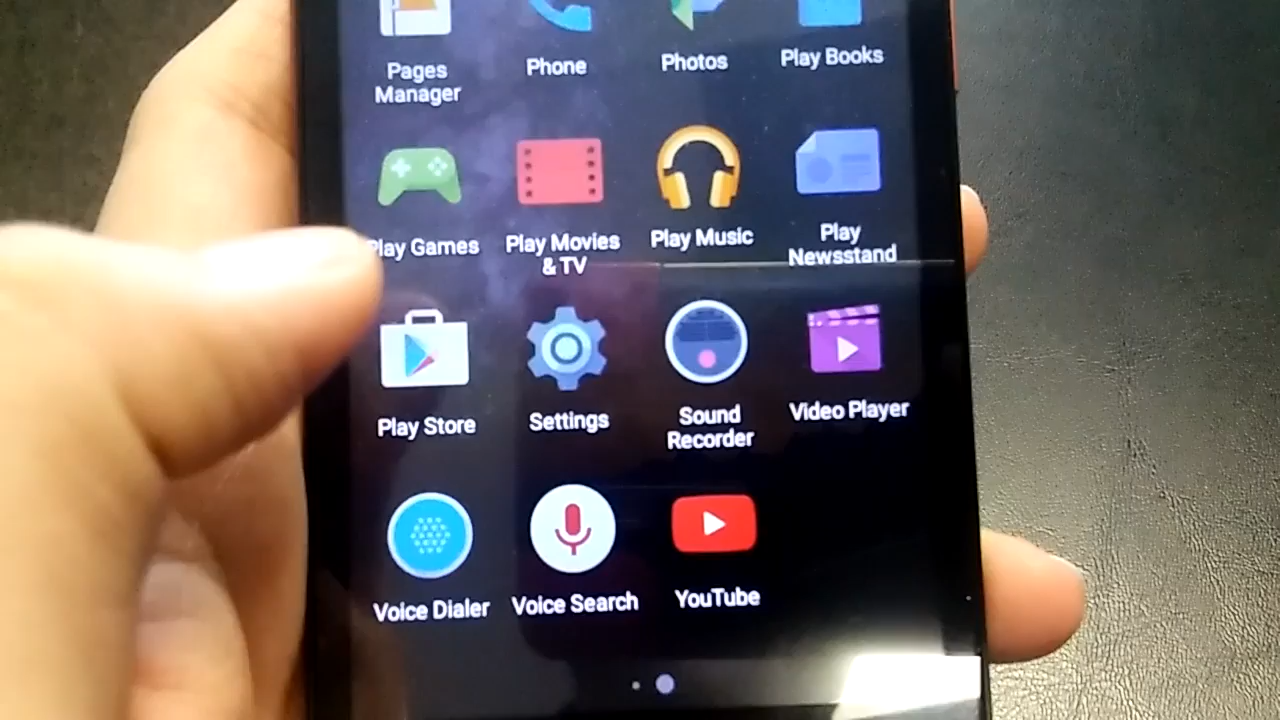 Pages
Manager
Phone
Photos
Play Books
Play Games
Play Movies
& TV
Play Music
Play
Newsstand
Play Store
Settings
Sound
Recorder
Video Player
Voice Dialer
Voice Search
YouTube